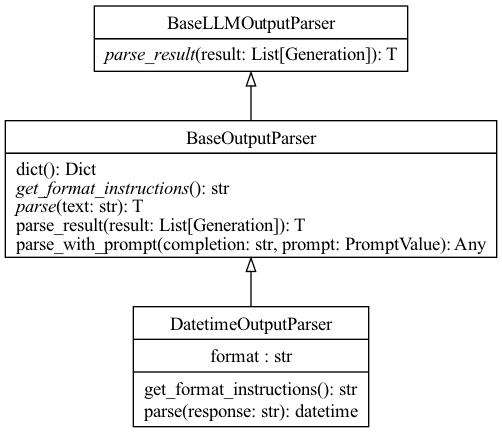 BaseLLMOutputParser
parse_result(result: List[Generation]): T
BaseOutputParser
dict(): Dict
get_format_instructions(): str
parse(text: str): T
parse_result(result: List[Generation]): T
parse_with_prompt(completion: str, prompt: PromptValue): Any
DatetimeOutputParser
format : str
get_format_instructions(): str
parse(response: str): datetime